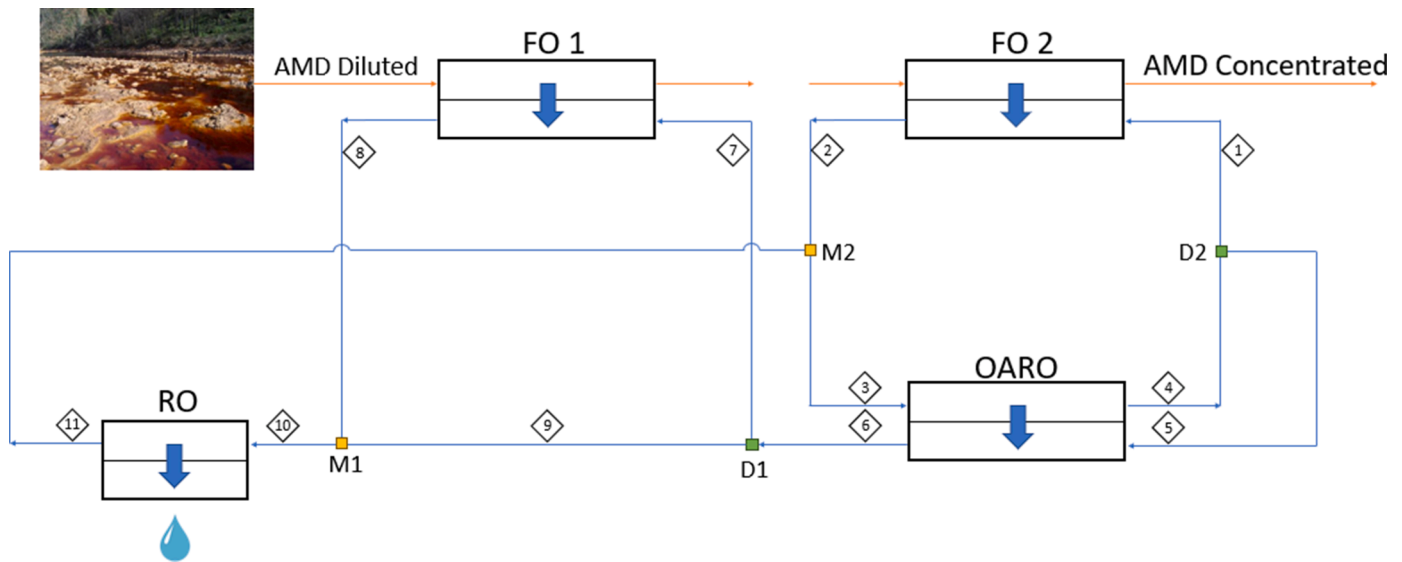 FO 1
FO 2
AMD Diluted
AMD Concentrated
8
7
2
1
M2
D2
OARO
RO
3
4
11
10
9
6
5
M1
D1